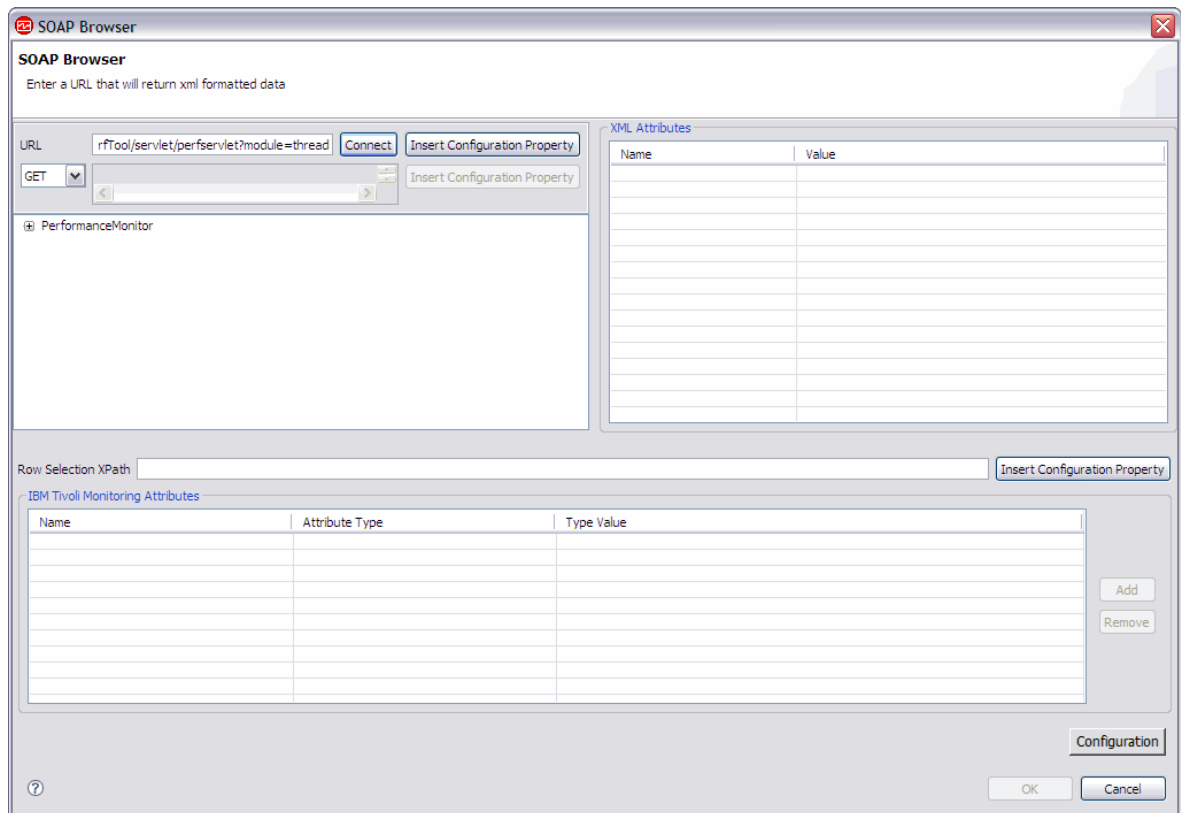 SOAP Browser
SOAP Browser
Enter a URL that will return xml formatted data
URL rfTool/servlet/perfservlet?module=thread Connect Insert Configuration Property
GET Insert Configuration Property
PerformanceMonitor
XML Attributes
Name Value
Row Selection XPath Insert Configuration Property
IBM Tivoli Monitoring Attributes
Name Attribute Type Type Value
Add
Remove
Configuration
? OK Cancel